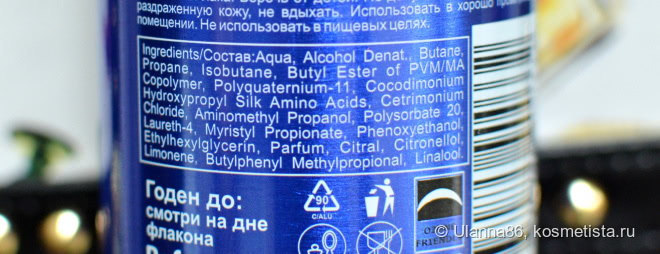 раздраженную кожу, не вдыхать. Использовать в хорошо
помещении. Не использовать в пищевых целях.
Ingredients/Состав:Aqua, Alcohol Denat., Butane,
Propane, Isobutane, Butyl Ester of PVM/MA
Copolymer, Polyquaternium-11, Cocodimonium
Hydroxypropyl Silk Amino Acids, Cetrimonium
Chloride, Aminomethyl Propanol, Polysorbate 20,
Laureth-4, Myristyl Propionate, Phenoxyethanol,
Ethylhexylglycerin, Parfum, Citral, Citronellol,
Limonene, Butylphenyl Methylpropional, Linalool.
Годен до:
смотри на дне
флакона
90
C/ALU
FRIENDLY
© Ulanna86, kosmetista.ru